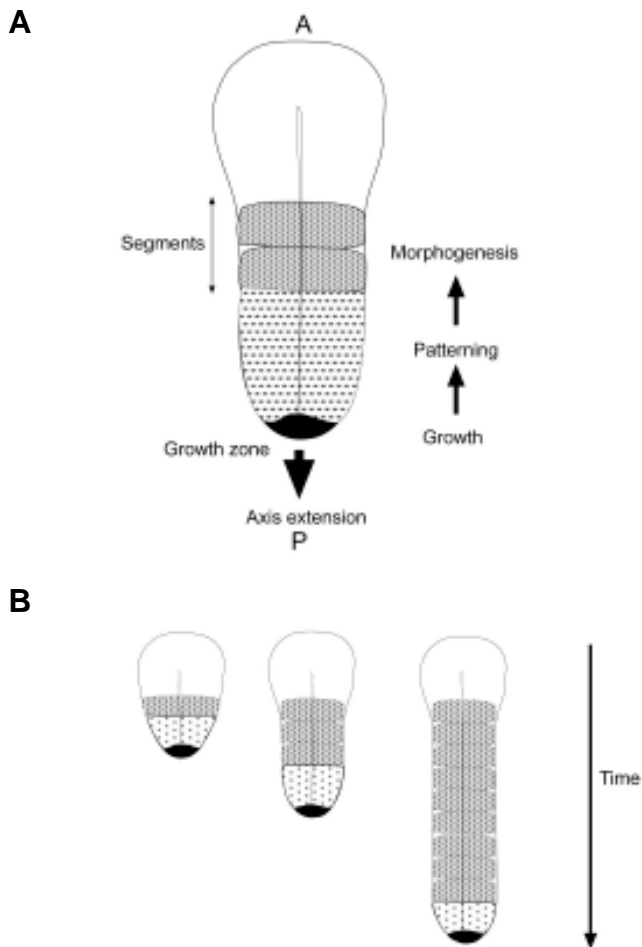 A
A
Segments
Morphogenesis
Patterning
Growth
Growth zone
Axis extension
P
B
Time